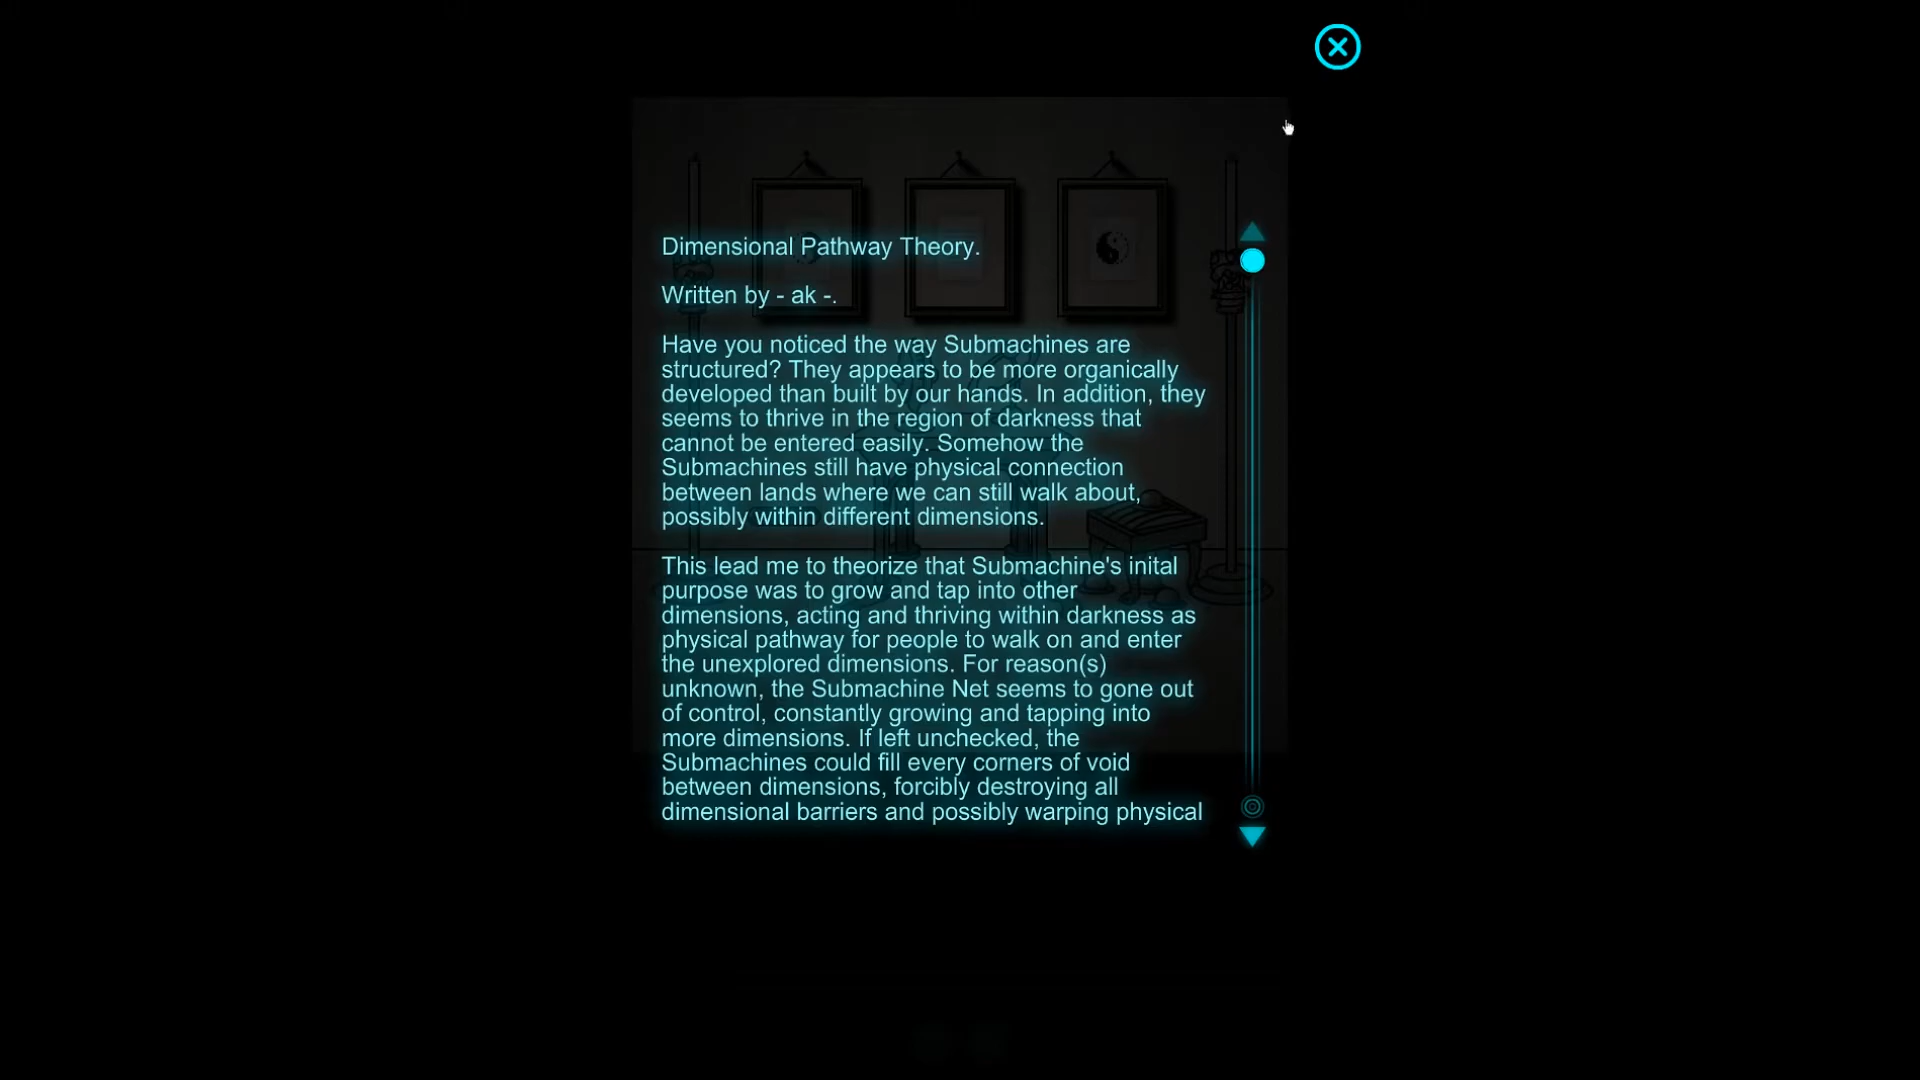 Dimensional Pathway Theory.
Written by - ak -.
Have you noticed the way Submachines are
structured? They appears to be more organically
developed than built by our hands. In addition, they
seems to thrive in the region of darkness that
cannot be entered easily. Somehow the
Submachines still have physical connection
between lands where we can still walk about,
possibly within different dimensions.
This lead me to theorize that Submachine's inital
purpose was to grow and tap into other
dimensions, acting and thriving within darkness as
physical pathway for people to walk on and enter
the unexplored dimensions. For reason(s)
unknown, the Submachine Net seems to gone out
of control, constantly growing and tapping into
more dimensions. If left unchecked, the
Submachines could fill every corners of void
between dimensions, forcibly destroying all
dimensional barriers and possibly warping physical